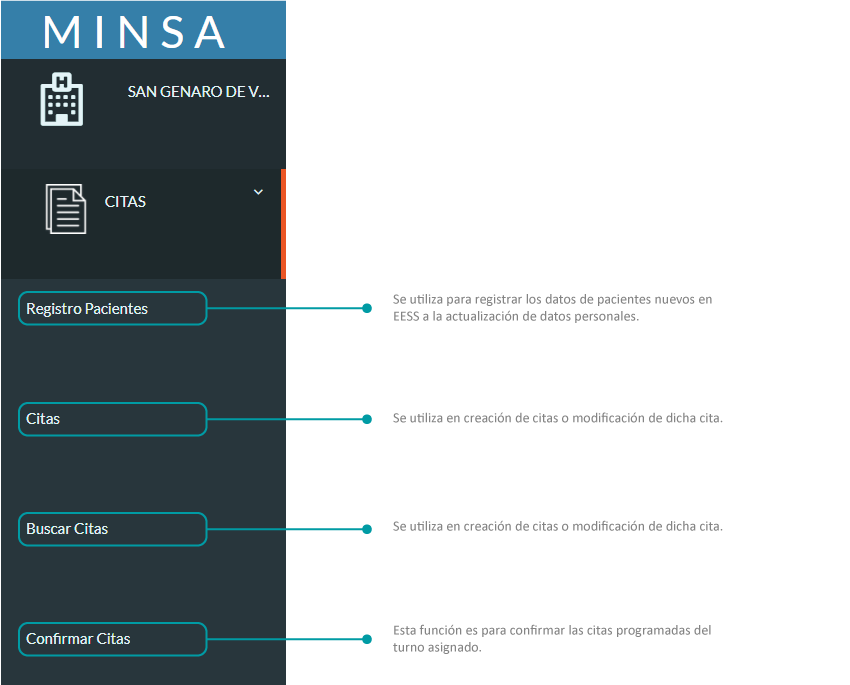 MINSA
SAN GENARO DE V...
CITAS
Registro Pacientes
Se utiliza para registrar los datos de pacientes nuevos en
EESS a la actualización de datos personales.
Citas
Se utiliza en creación de citas o modificación de dicha cita.
Buscar Citas
Se utiliza en creación de citas o modificación de dicha cita.
Confirmar Citas
Esta función es para confirmar las citas programadas del
turno asignado.